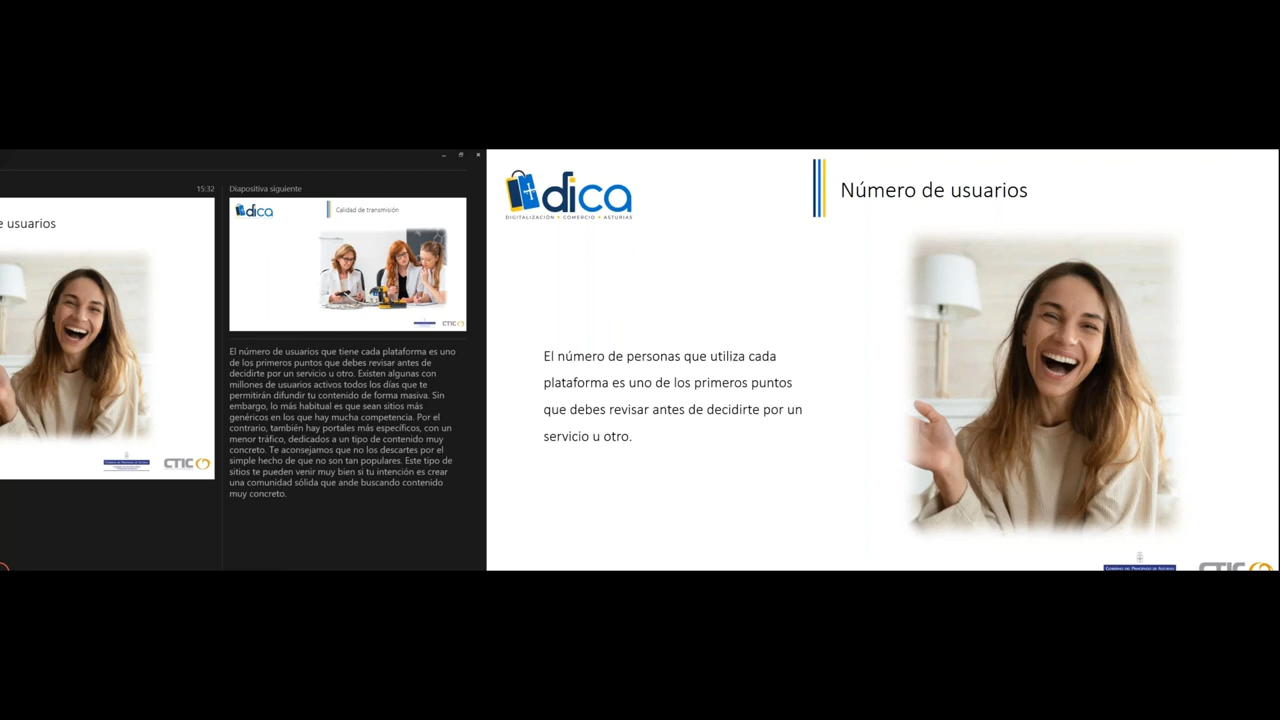 15:32
e usuarios
CTIC
Diapositiva siguiente
dica
Calidad de transmisión
CTIC
El número de usuarios que tiene cada plataforma es uno
de los primeros puntos que debes revisar antes de
decidirte por un servicio u otro. Existen algunas con
millones de usuarios activos todos los días que te
permitirán difundir tu contenido de forma masiva. Sin
embargo, lo más habitual es que sean sitios más
genéricos en los que hay mucha competencia. Por el
contrario, también hay portales más específicos, con un
menor tráfico, dedicados a un tipo de contenido muy
concreto. Te aconsejamos que no los descartes por el
simple hecho de que no son tan populares. Este tipo de
sitios te pueden venir muy bien si tu intención es crear
una comunidad sólida que ande buscando contenido
muy concreto.
dica
DIGITALIZACIÓN • COMERCIO • ASTURIAS
Número de usuarios
El número de personas que utiliza cada
plataforma es uno de los primeros puntos
que debes revisar antes de decidirte por un
servicio u otro.
GOBIERNO DEL PRINCIPADO DE ASTURIAS
CTIC